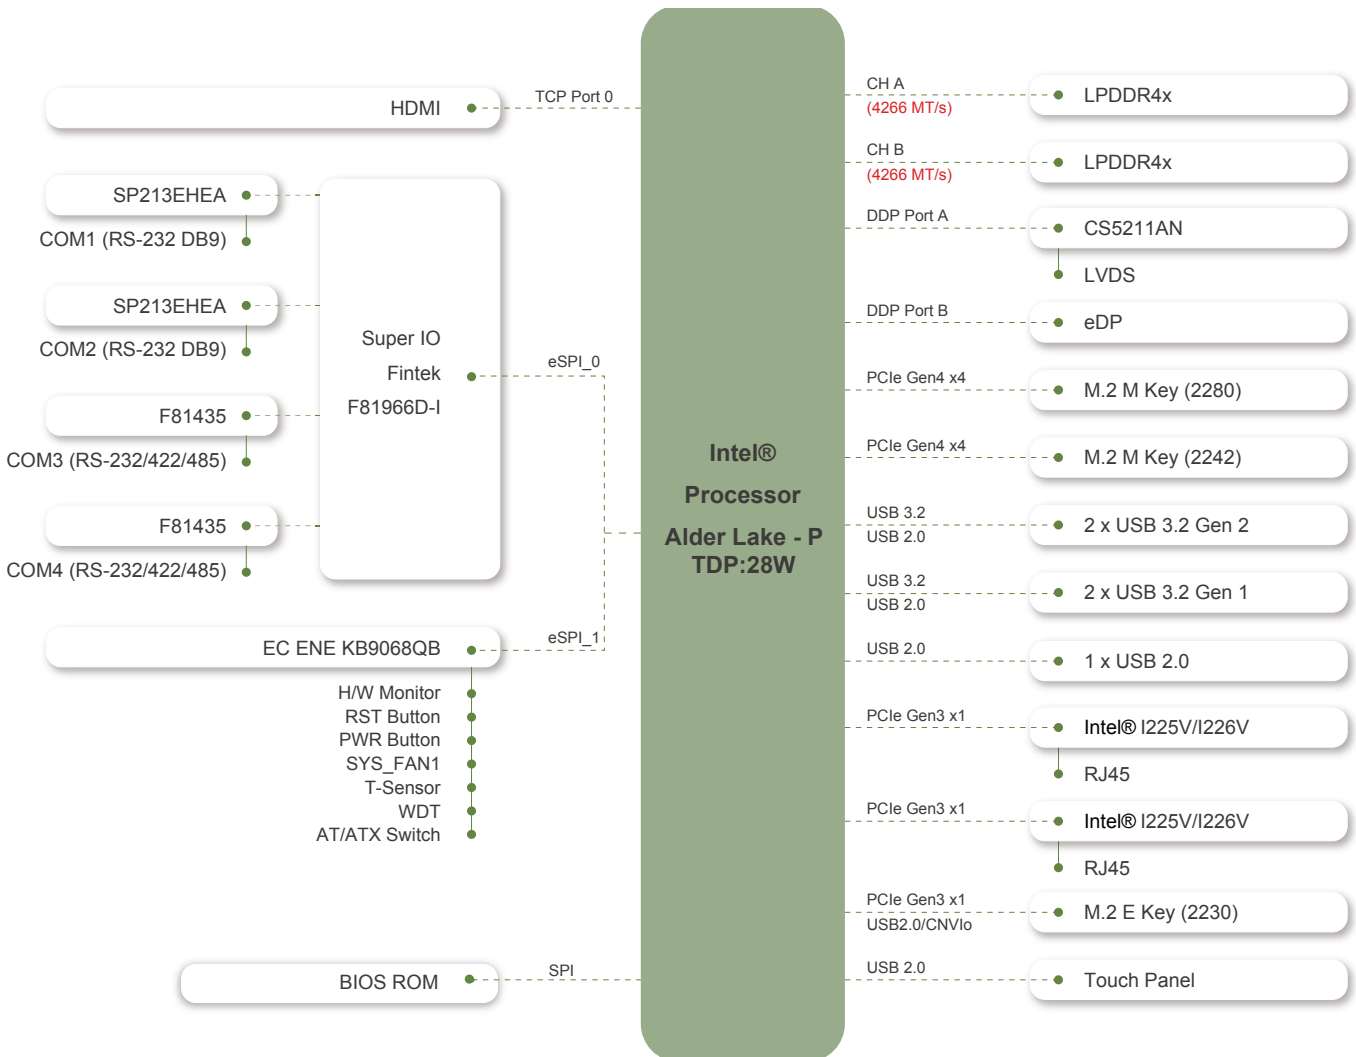 HDMI
TCP Port 0
SP213EHEA
COM1 (RS-232 DB9)
SP213EHEA
COM2 (RS-232 DB9)
F81435
COM3 (RS-232/422/485)
F81435
COM4 (RS-232/422/485)
Super IO
Fintek
F81966D-I
eSPI_0
EC ENE KB9068QB
eSPI_1
H/W Monitor
RST Button
PWR Button
SYS_FAN1
T-Sensor
WDT
AT/ATX Switch
BIOS ROM
SPI
Intel®
Processor
Alder Lake - P
TDP:28W
CH A
(4266 MT/s)
LPDDR4x
CH B
(4266 MT/s)
LPDDR4x
DDP Port A
CS5211AN
LVDS
DDP Port B
eDP
PCIe Gen4 x4
M.2 M Key (2280)
PCIe Gen4 x4
M.2 M Key (2242)
USB 3.2
USB 2.0
2 x USB 3.2 Gen 2
USB 3.2
USB 2.0
2 x USB 3.2 Gen 1
USB 2.0
1 x USB 2.0
PCIe Gen3 x1
Intel® I225V/I226V
RJ45
PCIe Gen3 x1
Intel® I225V/I226V
RJ45
PCIe Gen3 x1
USB2.0/CNVIo
M.2 E Key (2230)
USB 2.0
Touch Panel